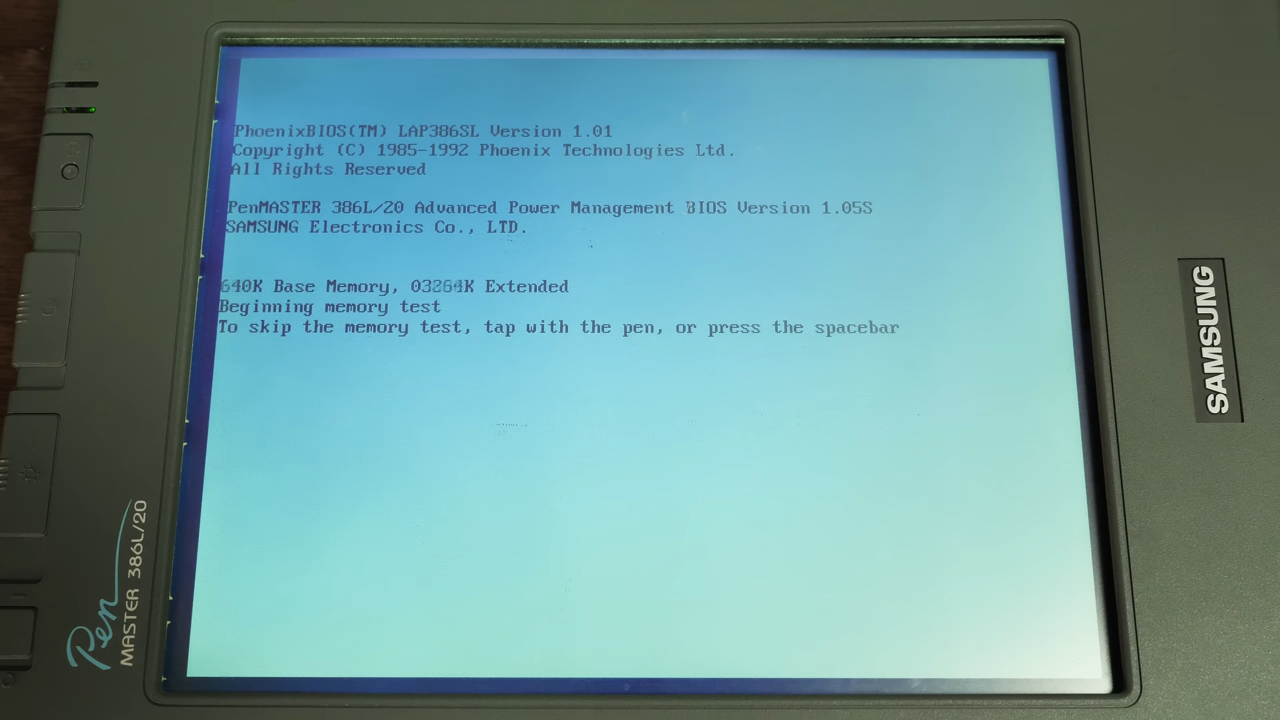 PhoenixBIOS(TM) LAP386SL Version 1.01
Copyright (C) 1985-1992 Phoenix Technologies Ltd.
All Rights Reserved
PenMASTER 386L/20 Advanced Power Management BIOS Version 1.05S
SAMSUNG Electronics Co., LTD.
640K Base Memory, 03264K Extended
Beginning memory test
To skip the memory test, tap with the pen, or press the spacebar
SAMSUNG
Pen
MASTER 386L/20